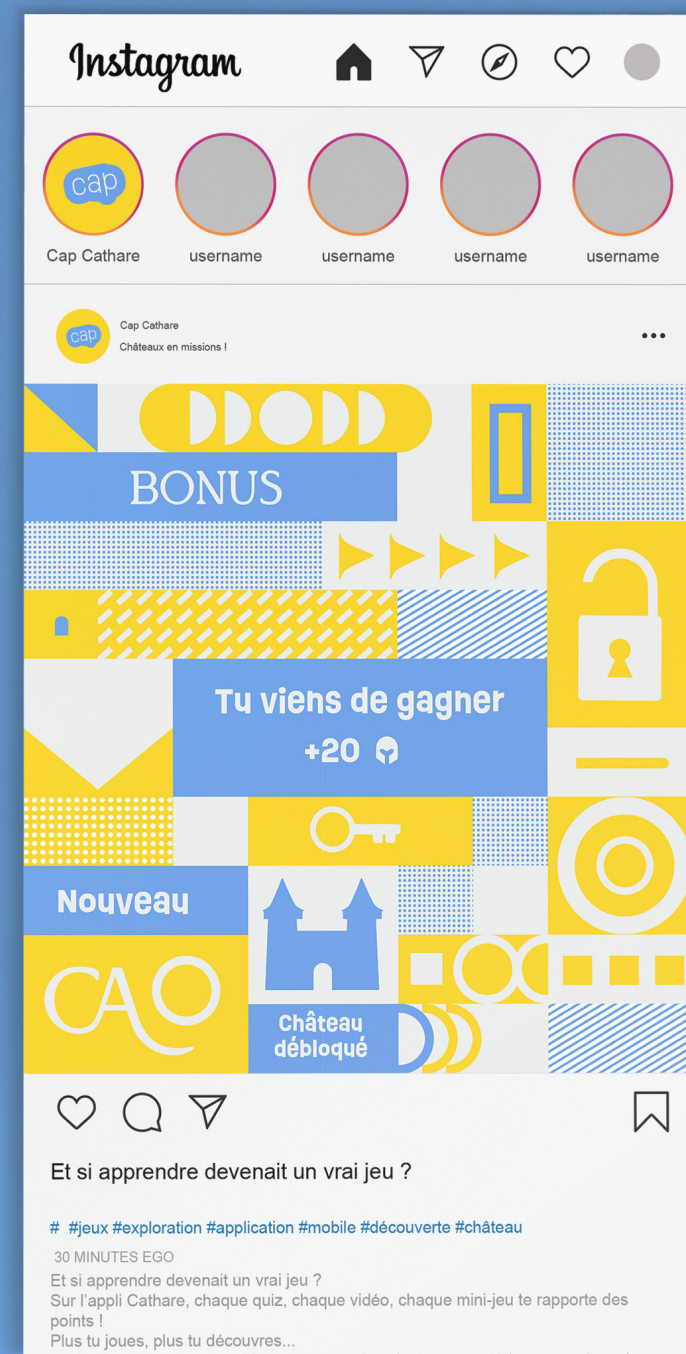 Instagram
cap
Cap Cathare
username
username
username
username
cap
Cap Cathare
Châteaux en missions !
BONUS
Tu viens de gagner
+20
Nouveau
CAO
Château
débloqué
Et si apprendre devenait un vrai jeu ?
# #jeux #exploration #application #mobile #découverte #château
30 MINUTES EGO
Et si apprendre devenait un vrai jeu ?
Sur l'appli Cathare, chaque quiz, chaque vidéo, chaque mini-jeu te rapporte des
points !
Plus tu joues, plus tu découvres...